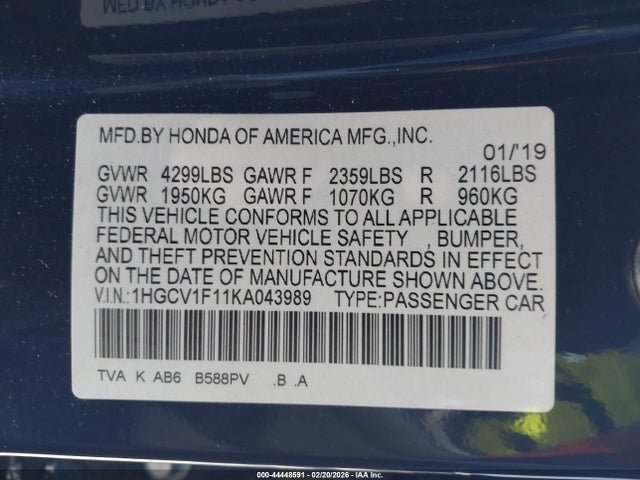 MFD.BY HONDA OF AMERICA MFG.,INC.
01/'19
GVWR 4299LBS GAWR F 2359LBS R 2116LBS
GVWR 1950KG GAWR F 1070KG R 960KG
THIS VEHICLE CONFORMS TO ALL APPLICABLE
FEDERAL MOTOR VEHICLE SAFETY , BUMPER,
AND THEFT PREVENTION STANDARDS IN EFFECT
ON THE DATE OF MANUFACTURE SHOWN ABOVE.
V.I.N.:1HGCV1F11KA043989 TYPE:PASSENGER CAR
TVA K AB6 B588PV .B .A
000-44448591 - 02/20/2026 - IAA Inc.